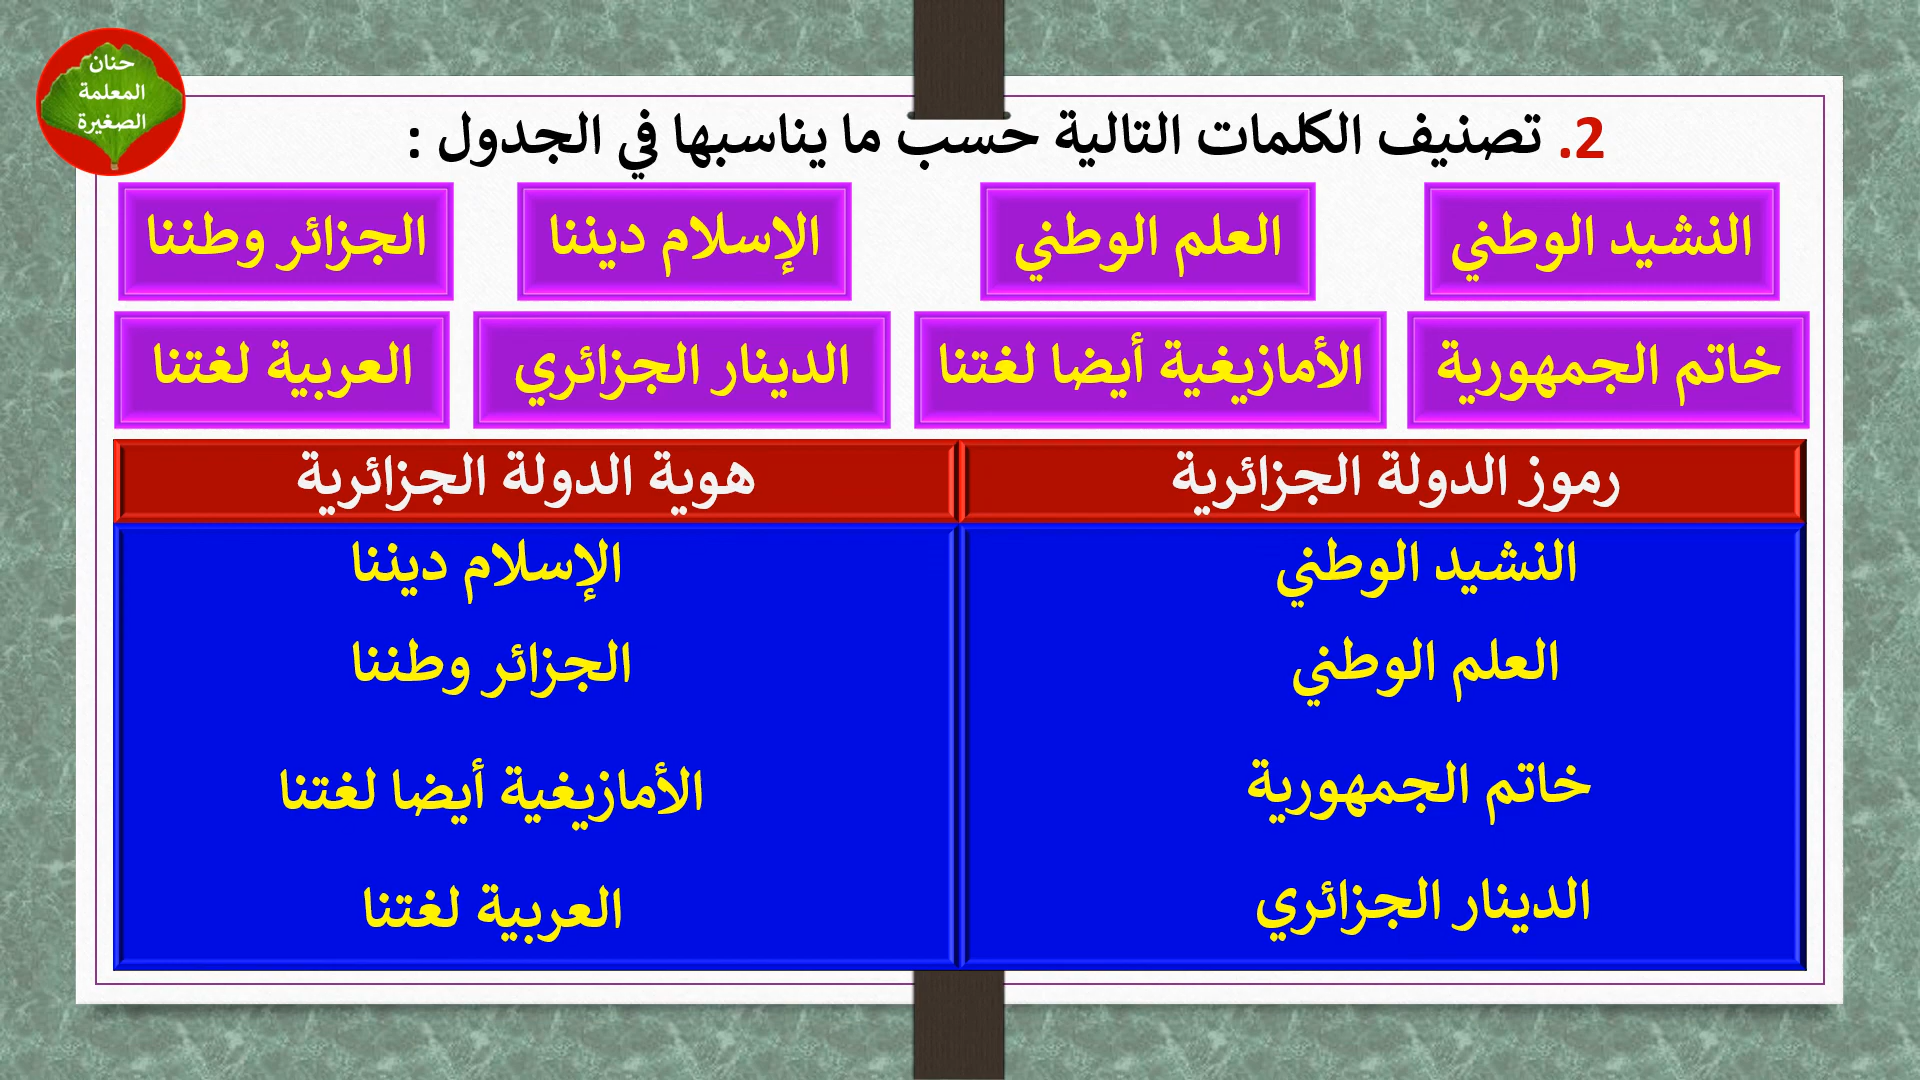 حنان
المعلمة
الصغيرة
2. تصنيف الكلمات التالية حسب ما يناسبها في الجدول :
النشيد الوطني
العلم الوطني
الإسلام ديننا
الجزائر وطننا
خاتم الجمهورية
الأمازيغية أيضا لغتنا
الدينار الجزائري
العربية لغتنا
رموز الدولة الجزائرية
هوية الدولة الجزائرية
النشيد الوطني
الإسلام ديننا
العلم الوطني
الجزائر وطننا
خاتم الجمهورية
الأمازيغية أيضا لغتنا
الدينار الجزائري
العربية لغتنا